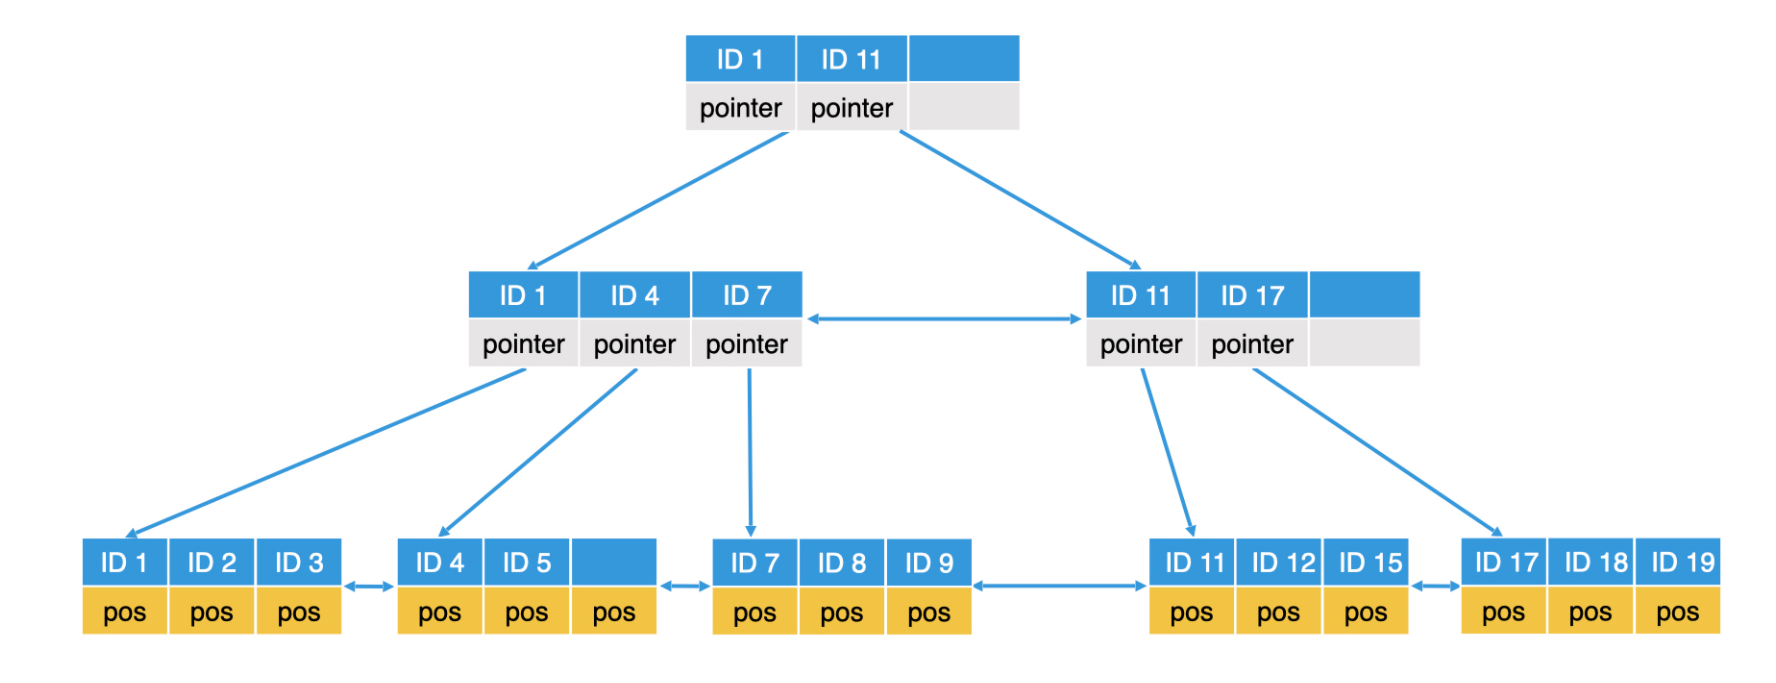 ID 1 ID 11
pointer pointer
ID 1 ID 4 ID 7 ID 11 ID 17
pointer pointer pointer pointer pointer
ID 1 ID 2 ID 3 ID 4 ID 5 ID 7 ID 8 ID 9 ID 11 ID 12 ID 15 ID 17 ID 18 ID 19
pos pos pos pos pos pos pos pos pos pos pos pos pos pos pos